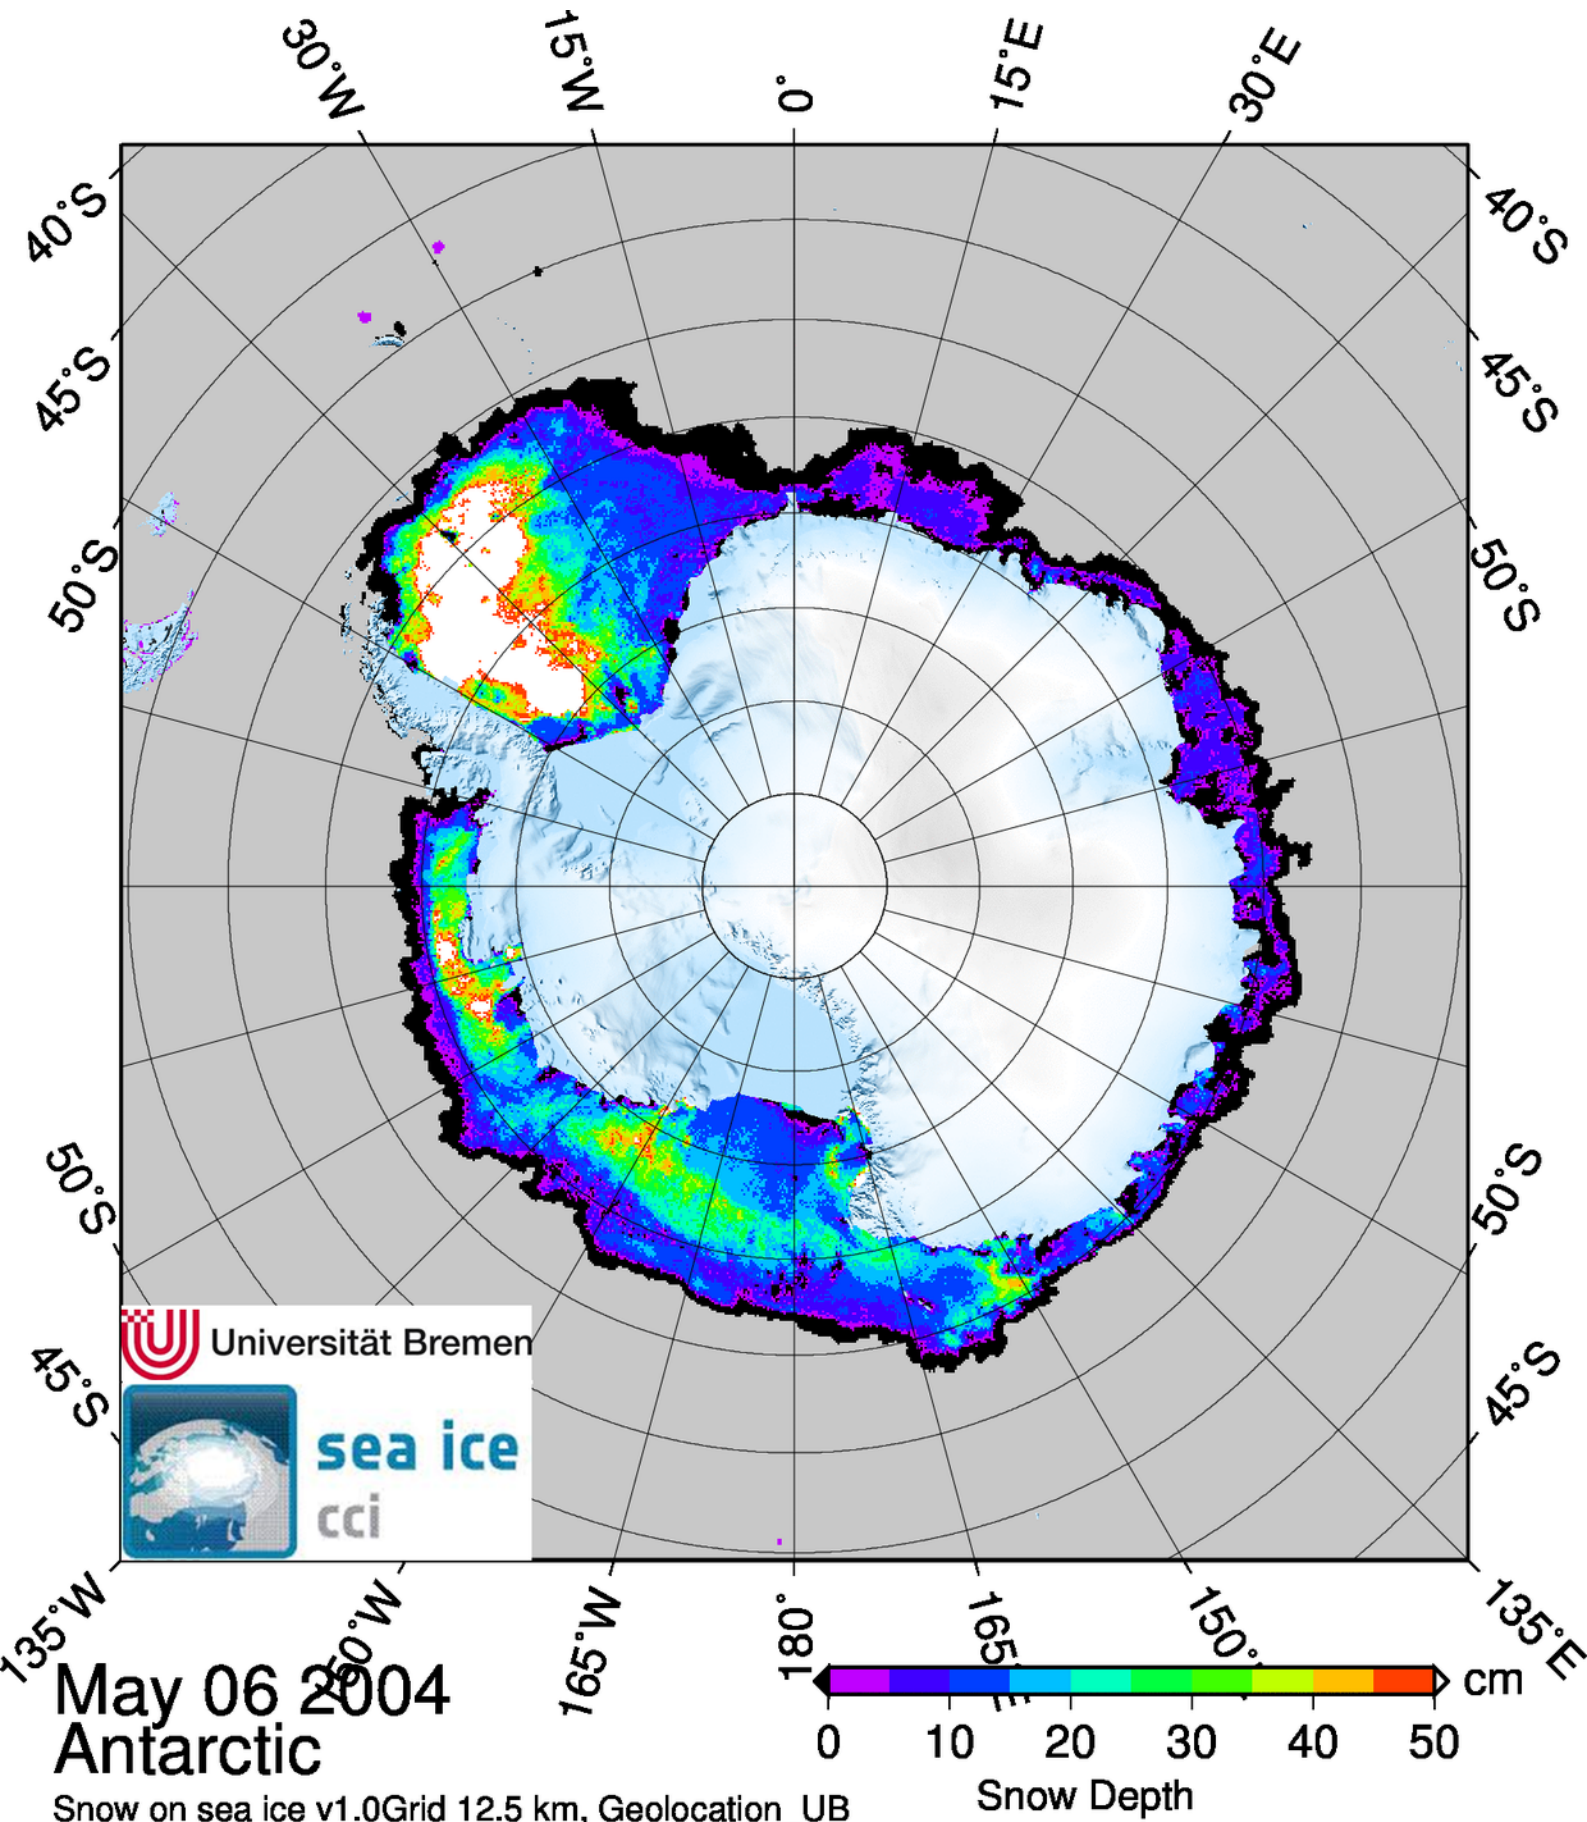 30°W 15°W 0° 15°E 30°E
40°S 40°S
45°S 45°S
50°S 50°S
50°S 50°S
45°S 45°S
Universität Bremen
sea ice
cci
135°W 165°W 180° 165° 150° 135°E
May 06 2004
Antarctic
Snow on sea ice v1.0Grid 12.5 km, Geolocation UB
cm
0 10 20 30 40 50
Snow Depth